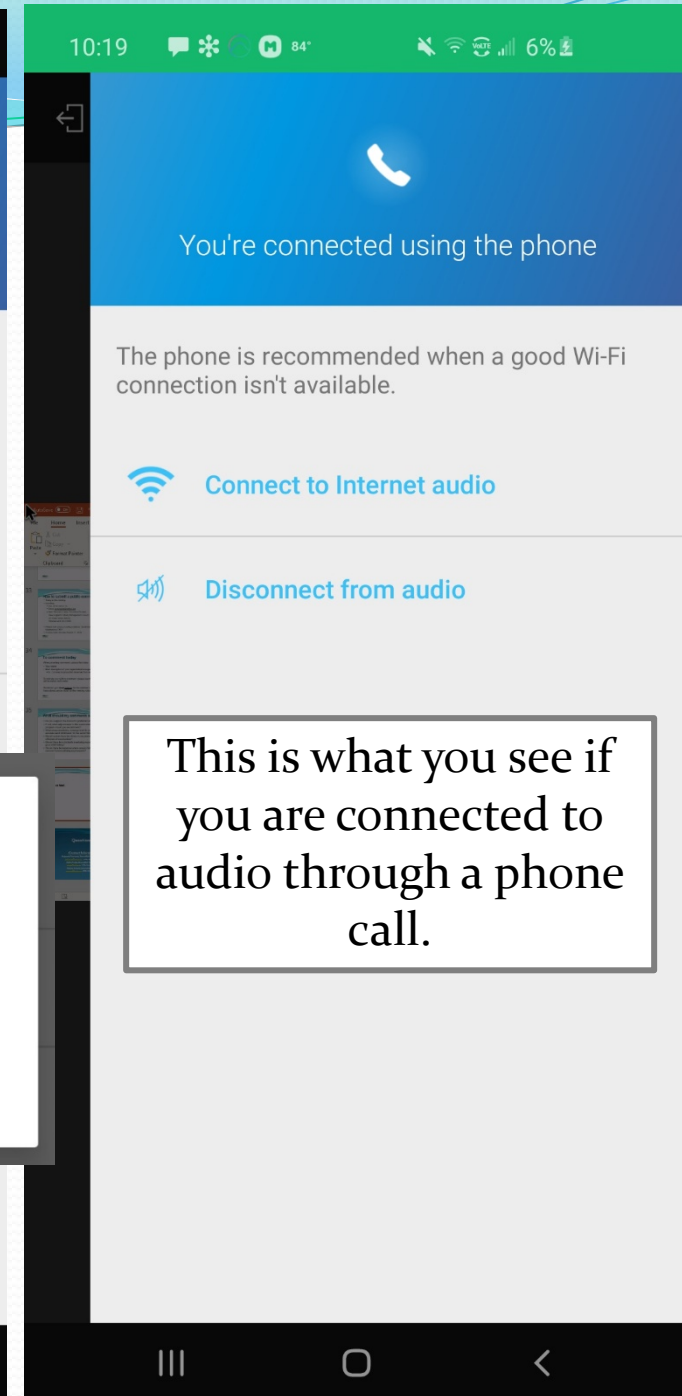 10:19 84° 6%
You're connected using the phone
The phone is recommended when a good Wi-Fi
connection isn't available.
Connect to Internet audio
Disconnect from audio
This is what you see if
you are connected to
audio through a phone
call.